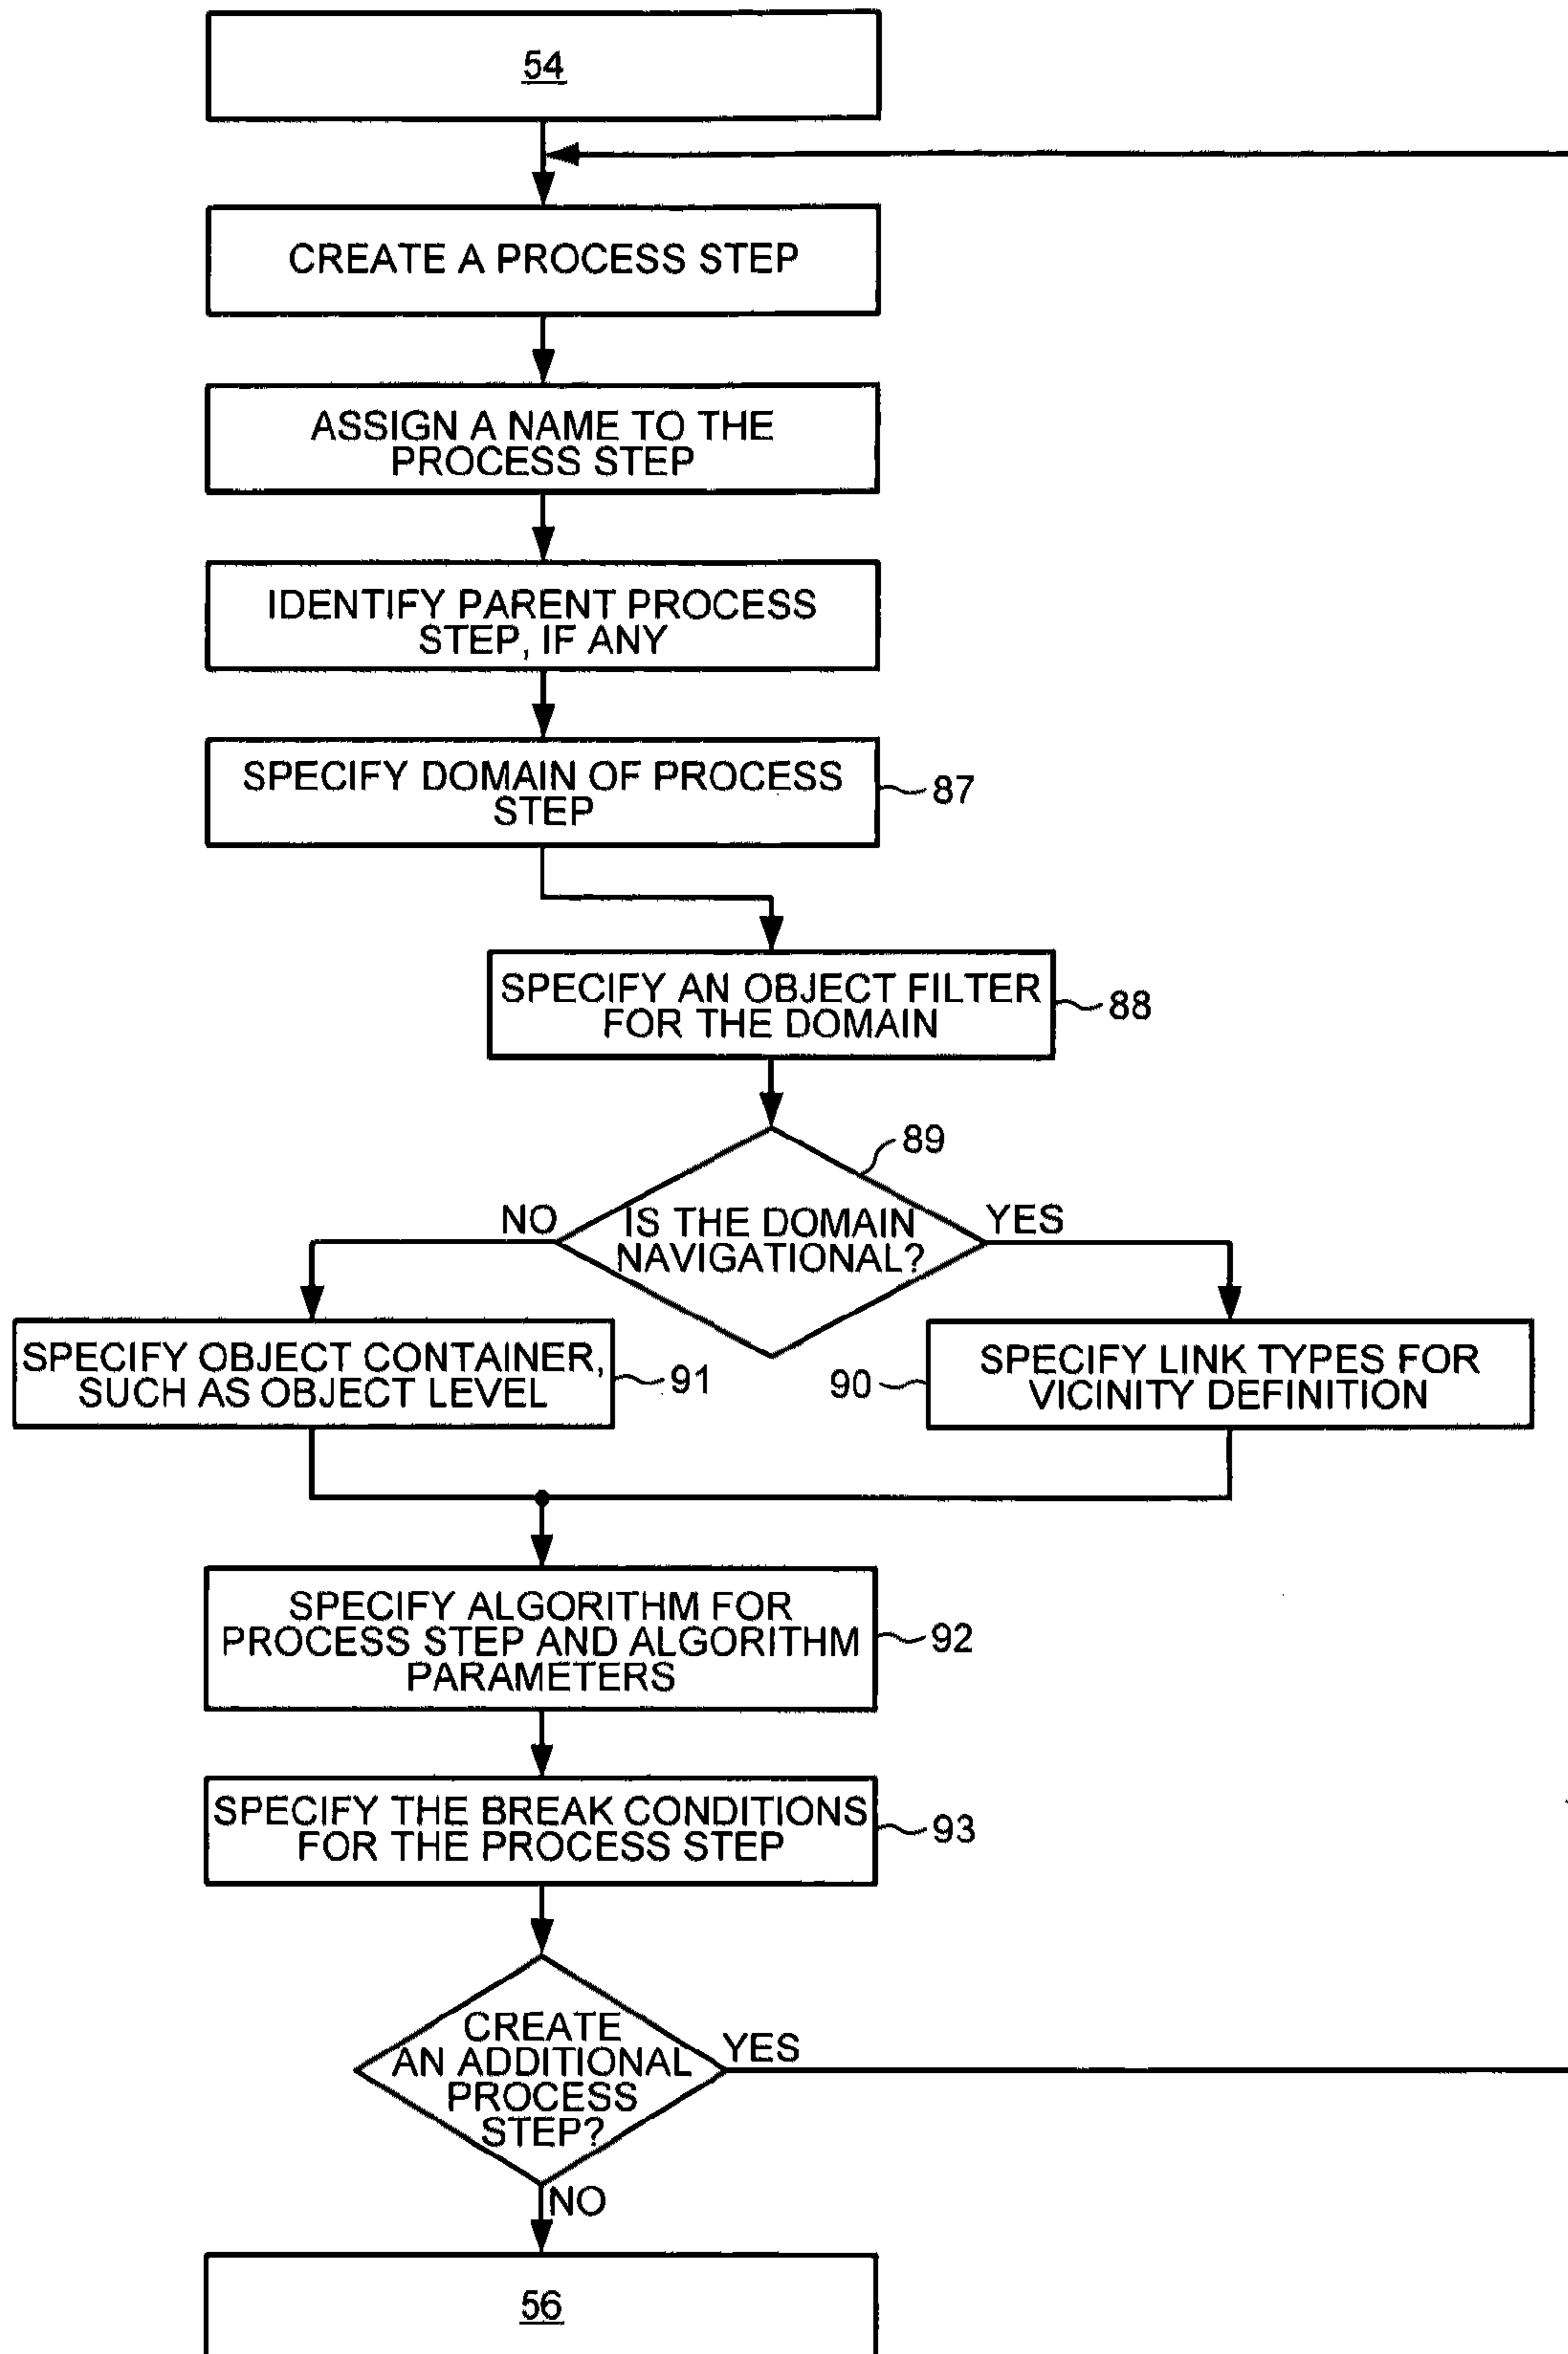 54
CREATE A PROCESS STEP
ASSIGN A NAME TO THE
PROCESS STEP
IDENTIFY PARENT PROCESS
STEP, IF ANY
SPECIFY DOMAIN OF PROCESS
STEP
87
SPECIFY AN OBJECT FILTER
FOR THE DOMAIN
88
89
NO
IS THE DOMAIN
NAVIGATIONAL?
YES
SPECIFY OBJECT CONTAINER,
SUCH AS OBJECT LEVEL
91
90
SPECIFY LINK TYPES FOR
VICINITY DEFINITION
SPECIFY ALGORITHM FOR
PROCESS STEP AND ALGORITHM
PARAMETERS
92
SPECIFY THE BREAK CONDITIONS
FOR THE PROCESS STEP
93
CREATE
AN ADDITIONAL
PROCESS
STEP?
YES
NO
56